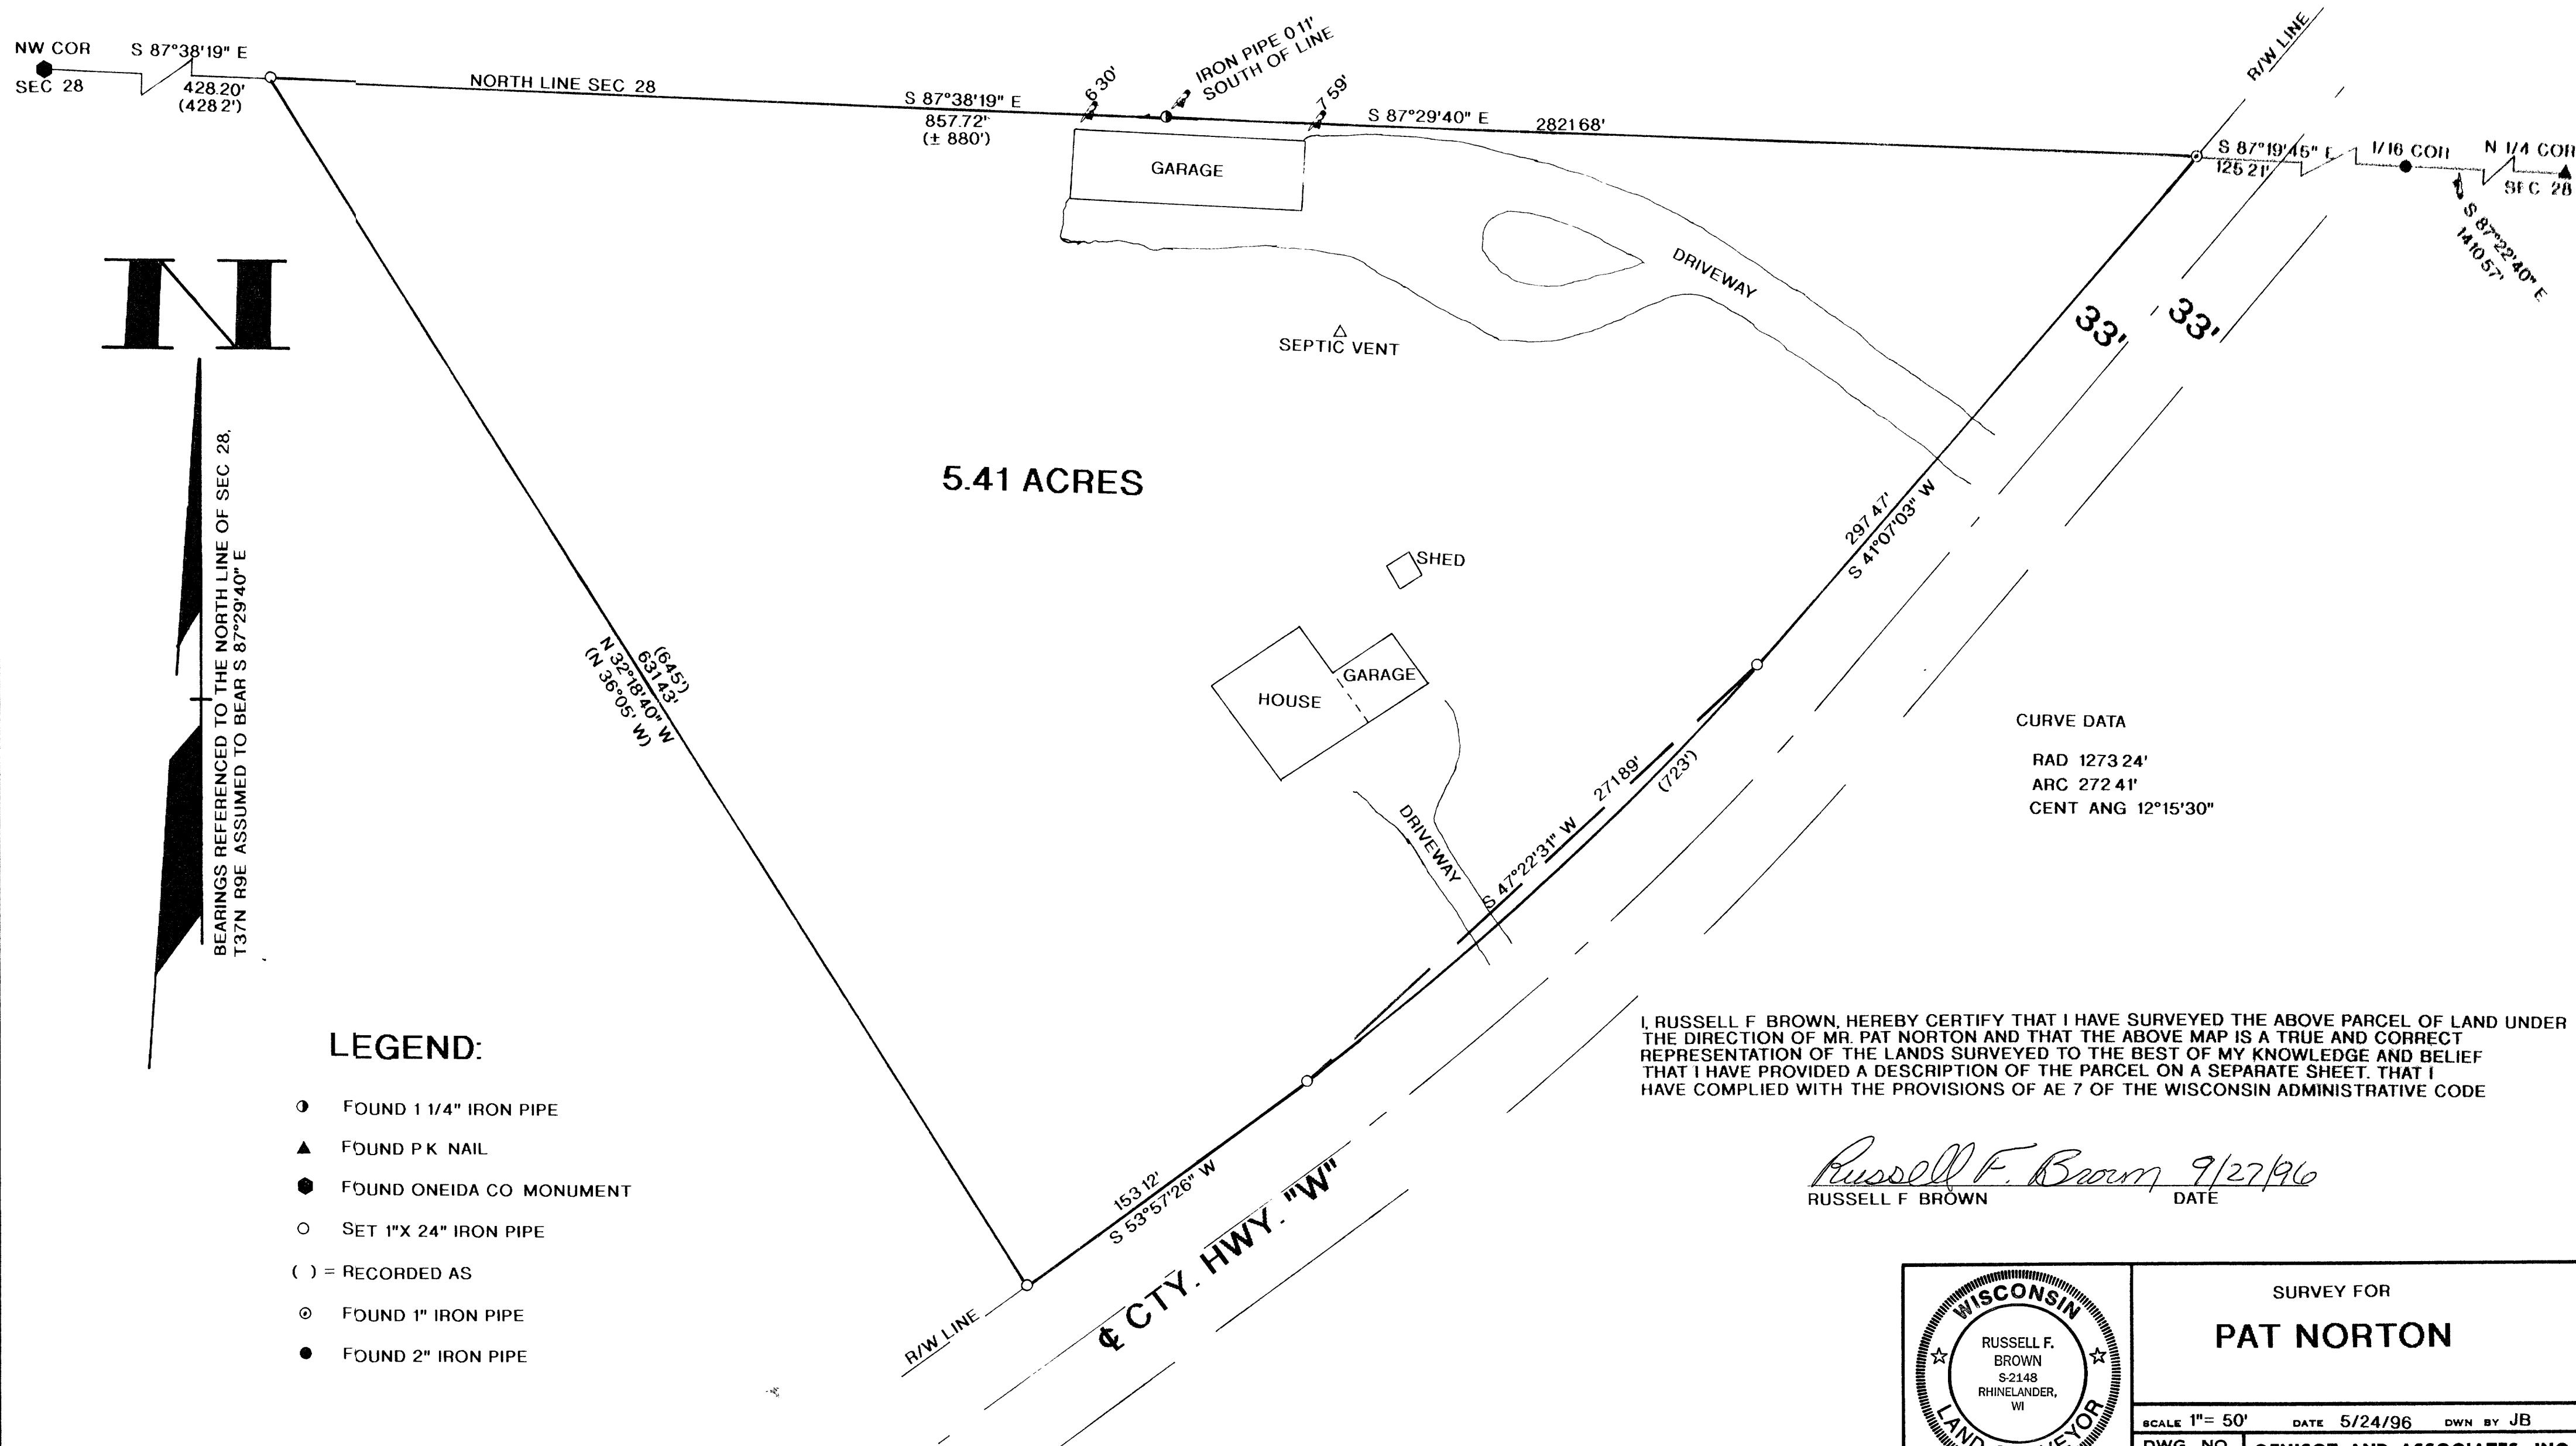 NW COR
SEC 28
S 87°38'19" E
428.20'
(428 2')
NORTH LINE SEC 28
S 87°38'19" E
857.72'
(± 880')
6 30'
IRON PIPE 0 11'
SOUTH OF LINE
7 59'
S 87°29'40" E
282168'
R/W LINE
S 87°19'45" E
125 21'
1/16 COR
N 1/4 COR
SEC 28
S 87°22'40" E
1410 57'
GARAGE
DRIVEWAY
SEPTIC VENT
33'
33'
N
BEARINGS REFERENCED TO THE NORTH LINE OF SEC 28,
T37N R9E ASSUMED TO BEAR S 87°29'40" E
5.41 ACRES
297 47'
S 41°07'03" W
SHED
(645')
631 43'
N 32°18'40" W
(N 36°05' W)
GARAGE
HOUSE
CURVE DATA
RAD 1273 24'
ARC 272 41'
CENT ANG 12°15'30"
271 89'
(723')
S 47°22'31" W
DRIVEWAY
LEGEND:
FOUND 1 1/4" IRON PIPE
FOUND P K NAIL
FOUND ONEIDA CO MONUMENT
SET 1"X 24" IRON PIPE
( ) = RECORDED AS
FOUND 1" IRON PIPE
FOUND 2" IRON PIPE
153 12'
S 53°57'26" W
R/W LINE
℄ CTY. HWY. "W"
I, RUSSELL F BROWN, HEREBY CERTIFY THAT I HAVE SURVEYED THE ABOVE PARCEL OF LAND UNDER
THE DIRECTION OF MR. PAT NORTON AND THAT THE ABOVE MAP IS A TRUE AND CORRECT
REPRESENTATION OF THE LANDS SURVEYED TO THE BEST OF MY KNOWLEDGE AND BELIEF
THAT I HAVE PROVIDED A DESCRIPTION OF THE PARCEL ON A SEPARATE SHEET. THAT I
HAVE COMPLIED WITH THE PROVISIONS OF AE 7 OF THE WISCONSIN ADMINISTRATIVE CODE
Russell F. Brown 9/27/96
RUSSELL F BROWN DATE
WISCONSIN
RUSSELL F.
BROWN
S-2148
RHINELANDER,
WI
SURVEY FOR
PAT NORTON
SCALE 1"= 50' DATE 5/24/96 DWN BY JB
DWG. NO.
AND ASSOCIATES